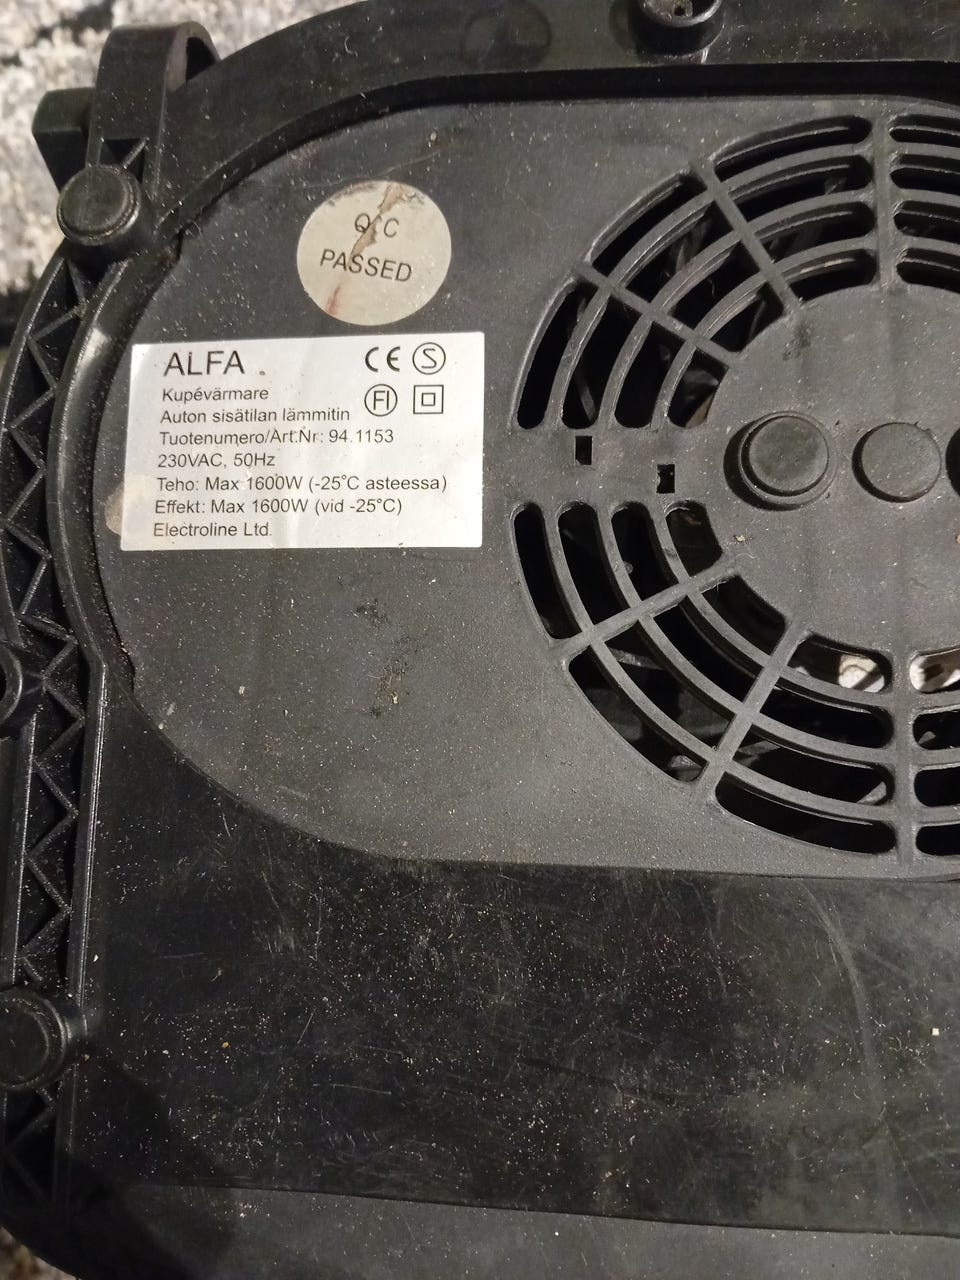 Q.C
PASSED
ALFA
CE S
Kupévärmare
FI
Auton sisätilan lämmitin
Tuotenumero/Art.Nr: 94.1153
230VAC, 50Hz
Teho: Max 1600W (-25°C asteessa)
Effekt: Max 1600W (vid -25°C)
Electroline Ltd.